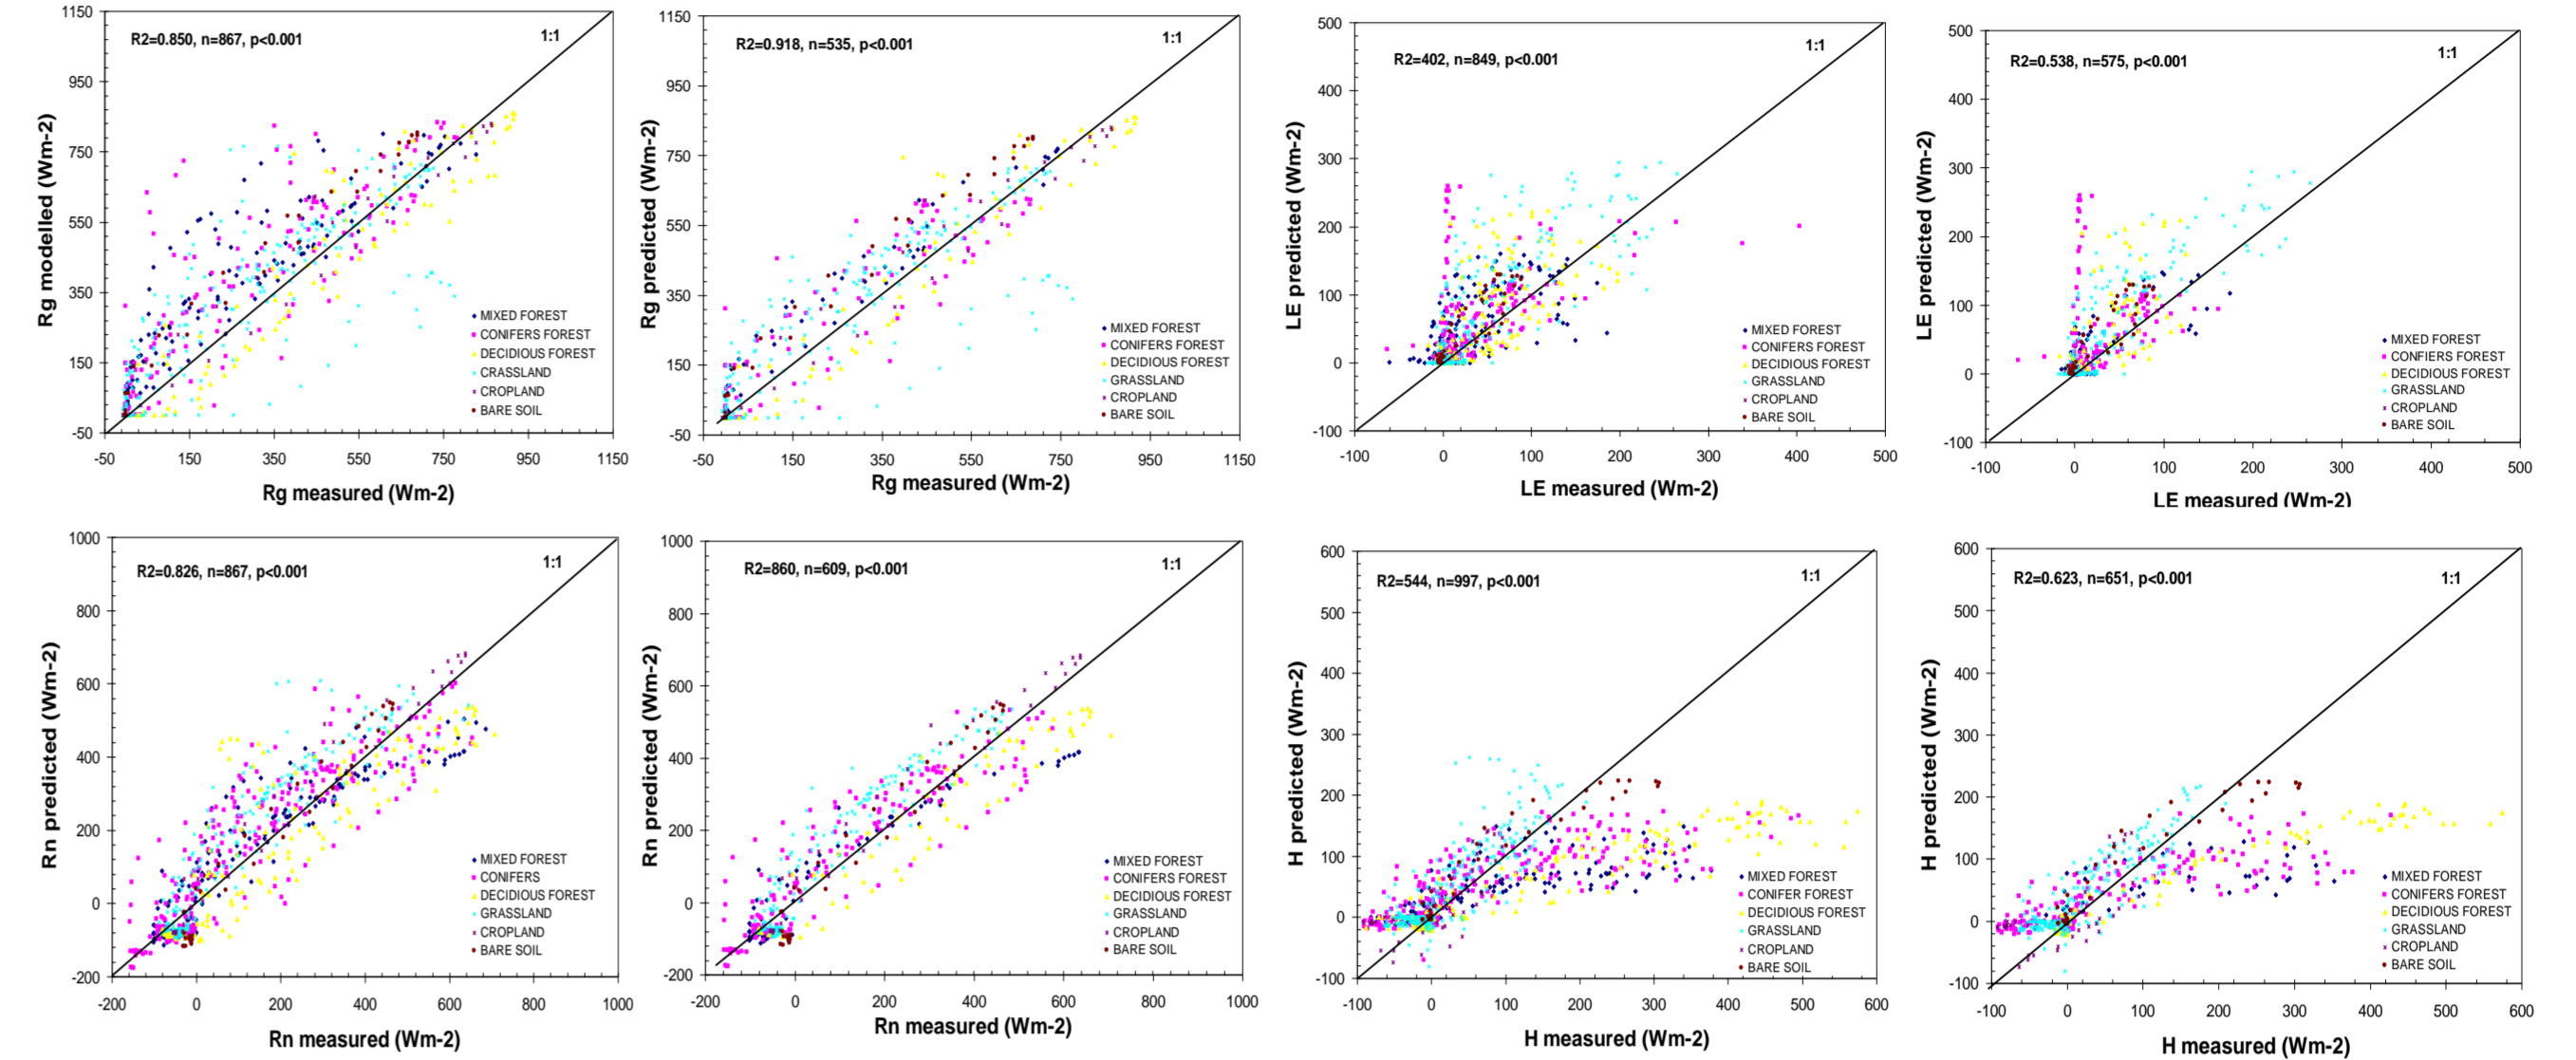 1150
950
750
550
350
150
-50
Rg modelled (Wm-2)
R2=0.850, n=867, p<0.001
1:1
MIXED FOREST
CONIFERS FOREST
DECIDIOUS FOREST
CRASSLAND
CROPLAND
BARE SOIL
-50 150 350 550 750 950 1150
Rg measured (Wm-2)
1150
950
750
550
350
150
-50
Rg predicted (Wm-2)
R2=0.918, n=535, p<0.001
1:1
MIXED FOREST
CONIFERS FOREST
DECIDIOUS FOREST
GRASSLAND
CROPLAND
BARE SOIL
-50 150 350 550 750 950 1150
Rg measured (Wm-2)
500
400
300
200
100
0
-100
LE predicted (Wm-2)
R2=402, n=849, p<0.001
1:1
MIXED FOREST
CONIFERS FOREST
DECIDIOUS FOREST
GRASSLAND
CROPLAND
BARE SOIL
-100 0 100 200 300 400 500
LE measured (Wm-2)
500
400
300
200
100
0
-100
LE predicted (Wm-2)
R2=0.538, n=575, p<0.001
1:1
MIXED FOREST
CONFIERS FOREST
DECIDIOUS FOREST
GRASSLAND
CROPLAND
BARE SOIL
-100 0 100 200 300 400 500
LE measured (Wm-2)
1000
800
600
400
200
0
-200
Rn predicted (Wm-2)
R2=0.826, n=867, p<0.001
1:1
MIXED FOREST
CONIFERS
DECIDIOUS FOREST
GRASSLAND
CROPLAND
BARE SOIL
-200 0 200 400 600 800 1000
Rn measured (Wm-2)
1000
800
600
400
200
0
-200
Rn predicted (Wm-2)
R2=860, n=609, p<0.001
1:1
MIXED FOREST
CONIFERS FOREST
DECIDIOUS FOREST
GRASSLAND
CROPLAND
BARE SOIL
-200 0 200 400 600 800 1000
Rn measured (Wm-2)
600
500
400
300
200
100
0
-100
H predicted (Wm-2)
R2=544, n=997, p<0.001
1:1
MIXED FOREST
CONIFER FOREST
DECIDIOUS FOREST
GRASSLAND
CROPLAND
BARE SOIL
-100 0 100 200 300 400 500 600
H measured (Wm-2)
600
500
400
300
200
100
0
-100
H predicted (Wm-2)
R2=0.623, n=651, p<0.001
1:1
MIXED FOREST
CONIFERS FOREST
DECIDIOUS FOREST
GRASSLAND
CROPLAND
BARE SOIL
-100 0 100 200 300 400 500 600
H measured (Wm-2)